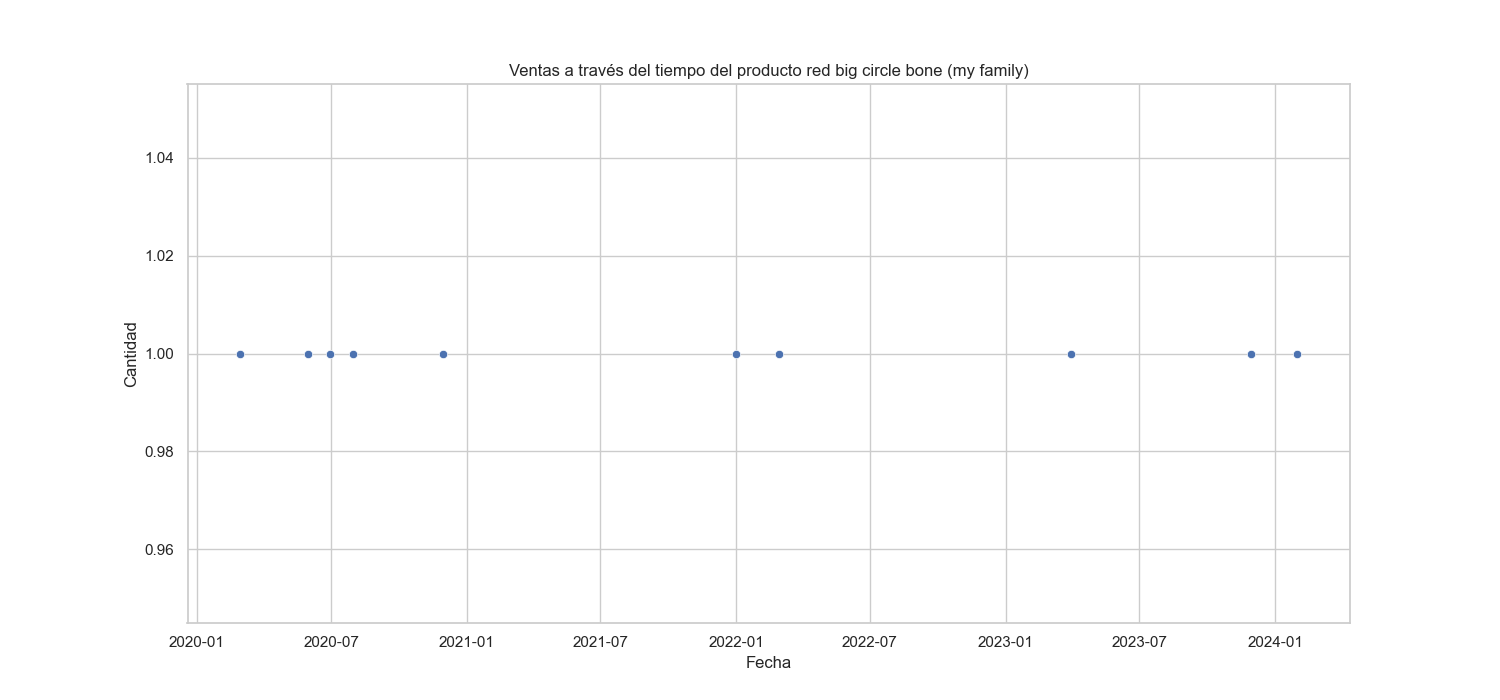 Ventas a través del tiempo del producto red big circle bone (my family)
1.04
1.02
1.00
0.98
0.96
Cantidad
2020-01 2020-07 2021-01 2021-07 2022-01 2022-07 2023-01 2023-07 2024-01
Fecha